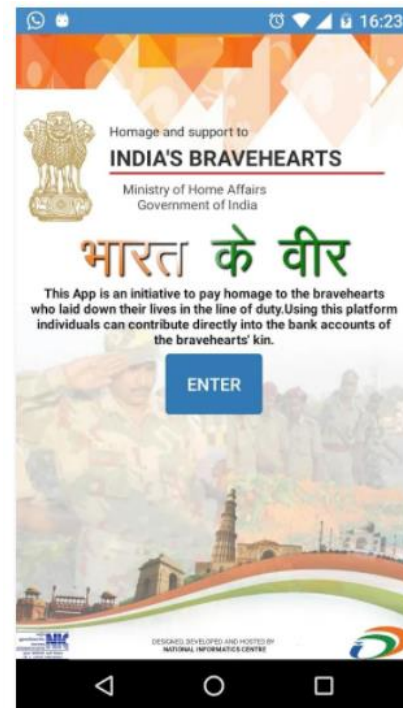 16:23
Homage and support to
INDIA'S BRAVEHEARTS
Ministry of Home Affairs
Government of India
भारत के वीर
This App is an initiative to pay homage to the bravehearts
who laid down their lives in the line of duty.Using this platform
individuals can contribute directly into the bank accounts of
the bravehearts' kin.
ENTER
DESIGNED, DEVELOPED AND HOSTED BY
NATIONAL INFORMATICS CENTRE